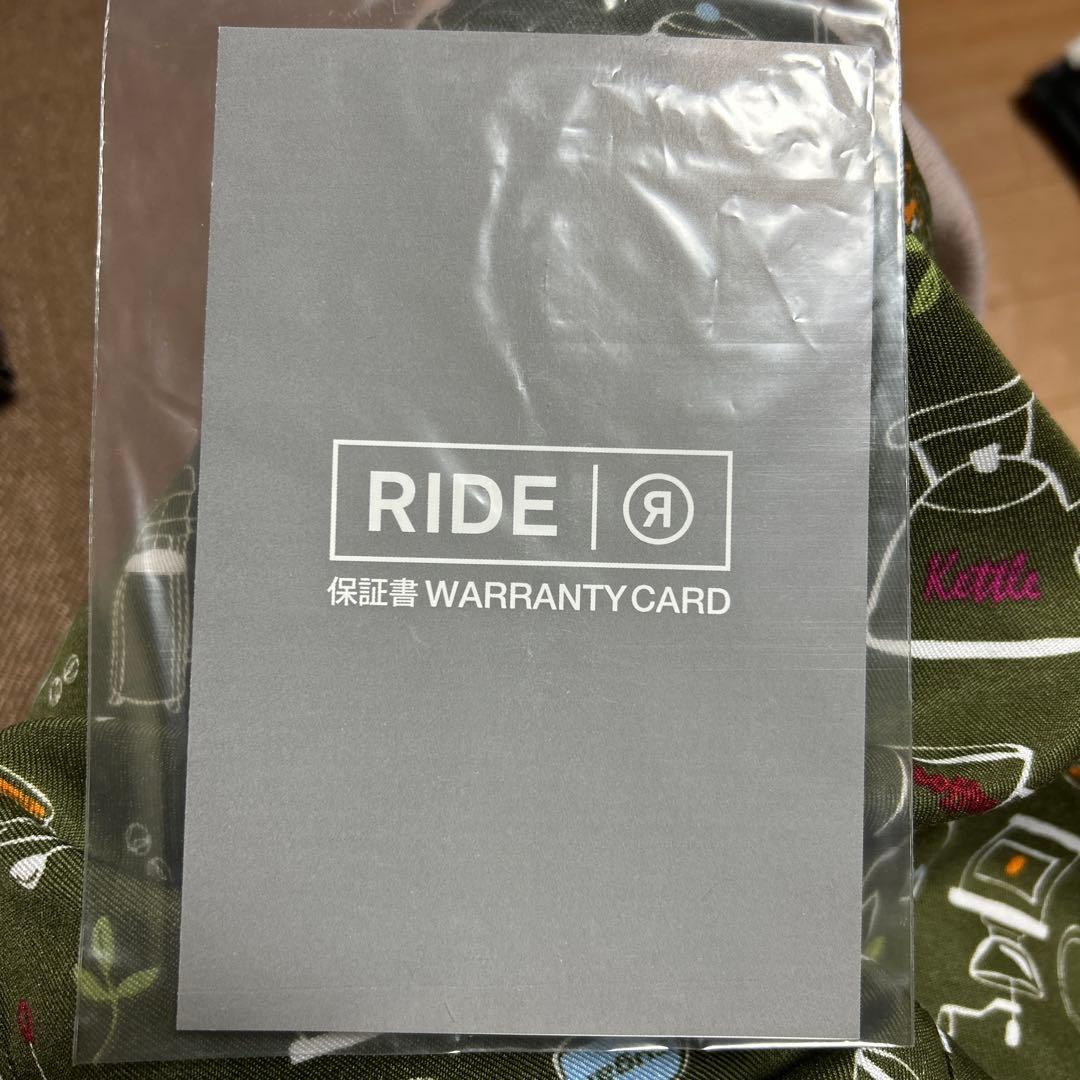 RIDE | Я
保証書 WARRANTY CARD
Kettle